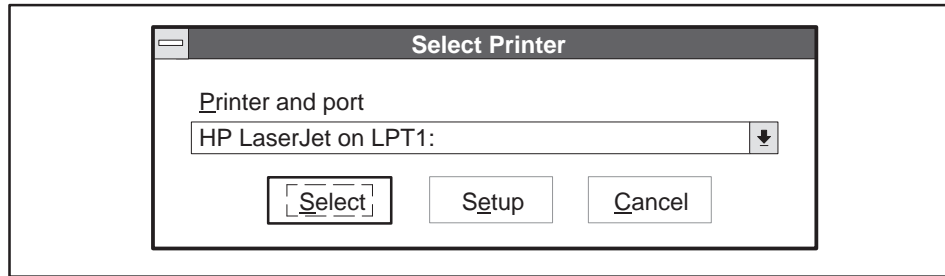 Select Printer
Printer and port
HP LaserJet on LPT1:
Select Setup Cancel